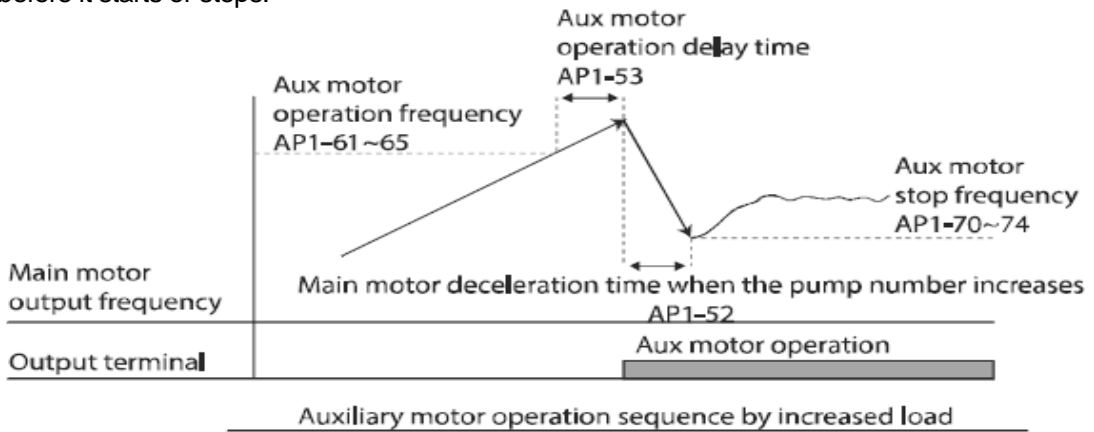 before it starts or stops.
Aux motor
operation delay time
AP1-53
Aux motor
operation frequency
AP1-61~65
Aux motor
stop frequency
AP1-70~74
Main motor
output frequency
Main motor deceleration time when the pump number increases
AP1-52
Output terminal
Aux motor operation
Auxiliary motor operation sequence by increased load